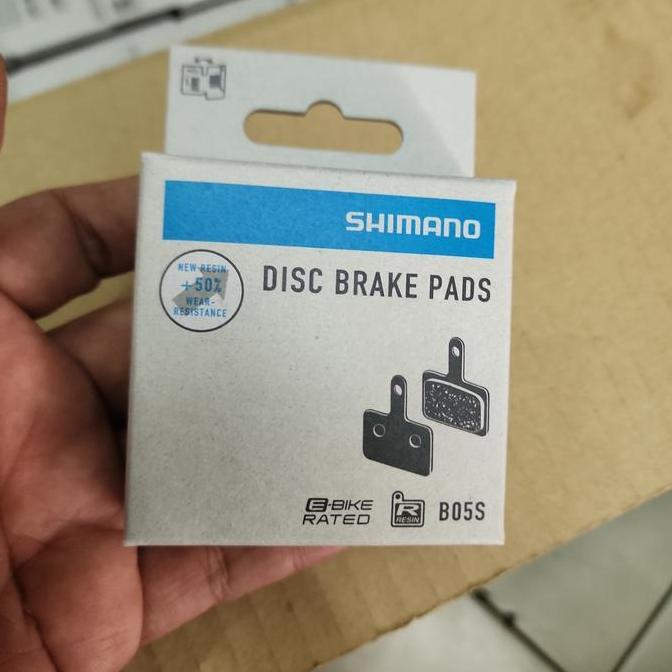 SHIMANO
NEW RESIN
+50%
WEAR-
RESISTANCE
DISC BRAKE PADS
E-BIKE
RATED
R
RESIN
B05S